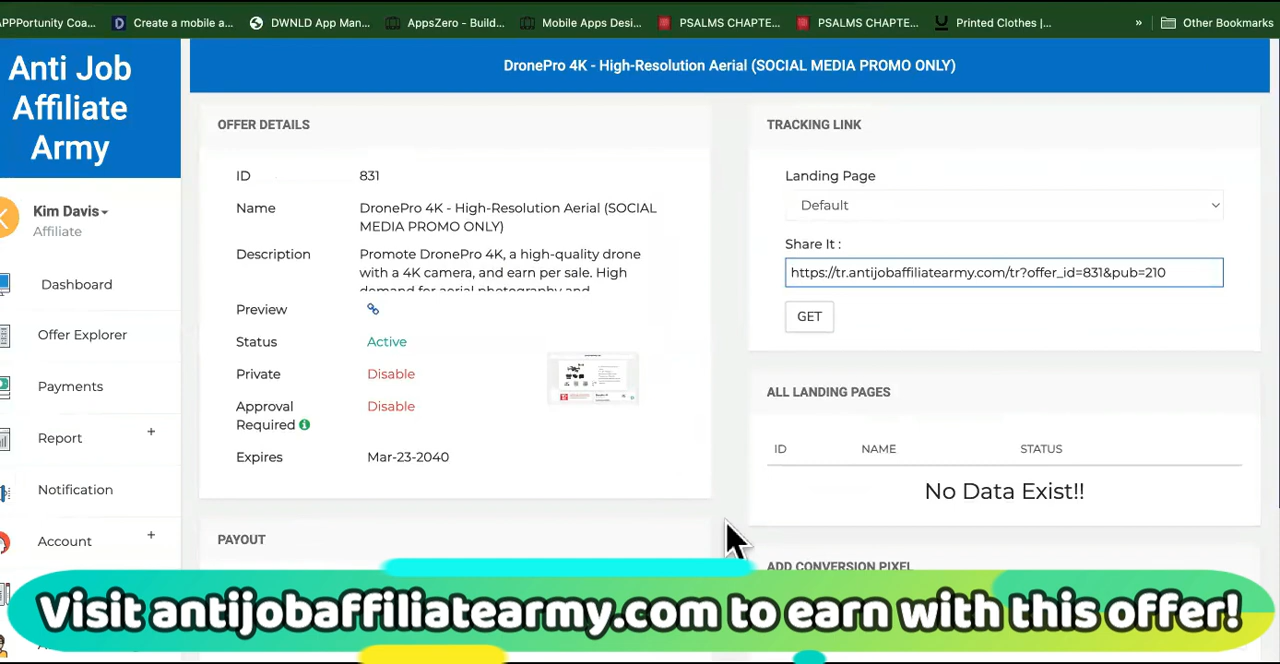 APPPortunity Coa...
Create a mobile a...
DWNLD App Man...
AppsZero - Build...
Mobile Apps Desi...
PSALMS CHAPTE...
PSALMS CHAPTE...
Printed Clothes |...
»
Other Bookmarks
Anti Job
Affiliate
Army
Kim Davis
Affiliate
Dashboard
Offer Explorer
Payments
Report +
Notification
Account +
DronePro 4K - High-Resolution Aerial (SOCIAL MEDIA PROMO ONLY)
OFFER DETAILS
ID 831
Name DronePro 4K - High-Resolution Aerial (SOCIAL
MEDIA PROMO ONLY)
Description Promote DronePro 4K, a high-quality drone
with a 4K camera, and earn per sale. High
demand for aerial photography and
Preview
Status Active
Private Disable
Approval Disable
Required
Expires Mar-23-2040
PAYOUT
TRACKING LINK
Landing Page
Default
Share It :
https://tr.antijobaffiliatearmy.com/tr?offer_id=831&pub=210
GET
ALL LANDING PAGES
ID NAME STATUS
No Data Exist!!
ADD CONVERSION PIXEL
Visit antijobaffiliatearmy.com to earn with this offer!